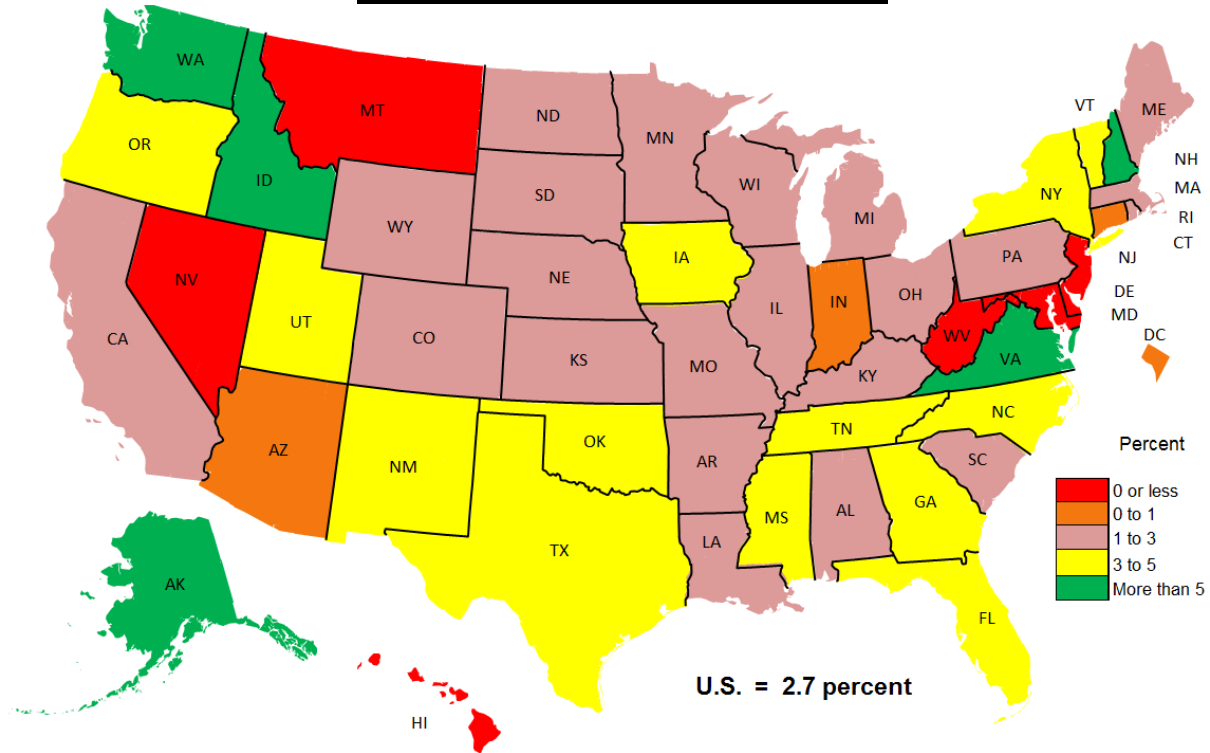 WA
MT
ND
MN
VT
ME
OR
ID
SD
WI
NH
NY
MA
WY
MI
RI
CT
IA
PA
NJ
NV
NE
DE
UT
IL
IN
OH
MD
CA
CO
WV
DC
KS
MO
VA
KY
NC
TN
AZ
OK
Percent
NM
AR
SC
0 or less
GA
0 to 1
MS
AL
1 to 3
TX
LA
3 to 5
AK
More than 5
FL
U.S. = 2.7 percent
HI